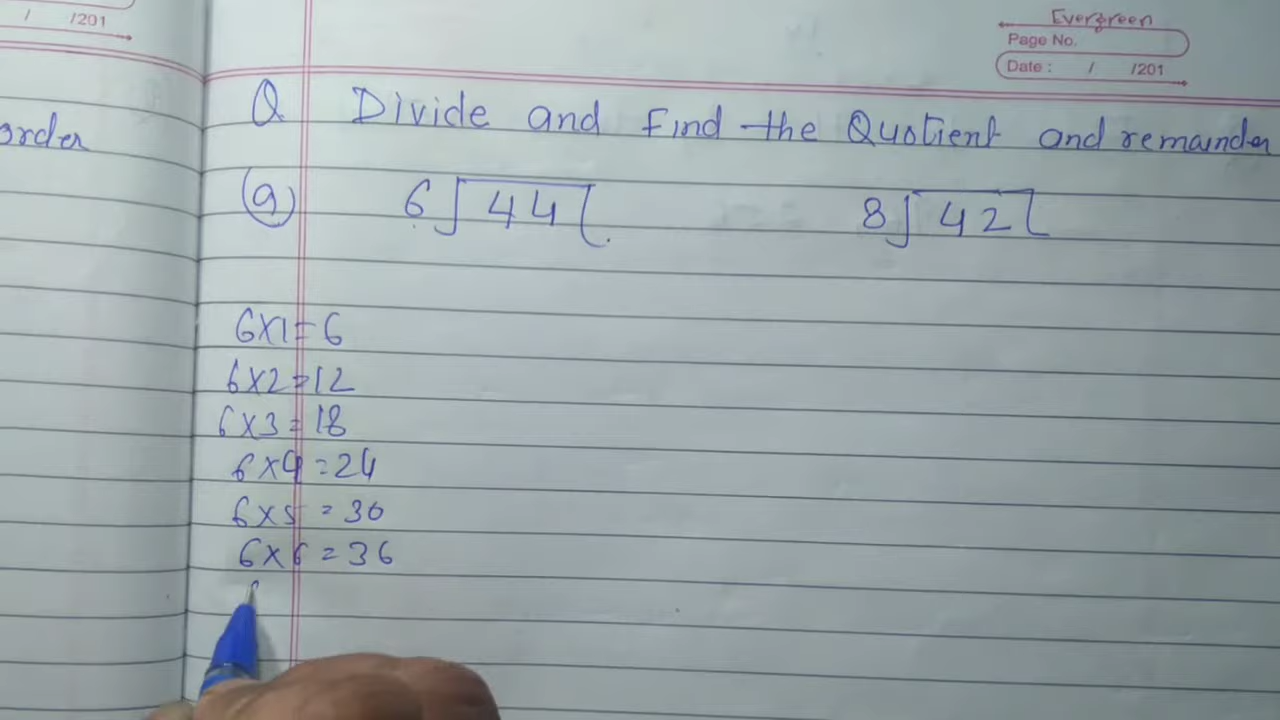 / /201
order
Evergreen
Page No.
Date : / /201
Q Divide and Find the Quotient and remainder
(a) 6 ) 44 ( 8 ) 42 (
6x1=6
6x2=12
6x3=18
6x4=24
6x5=30
6x6=36